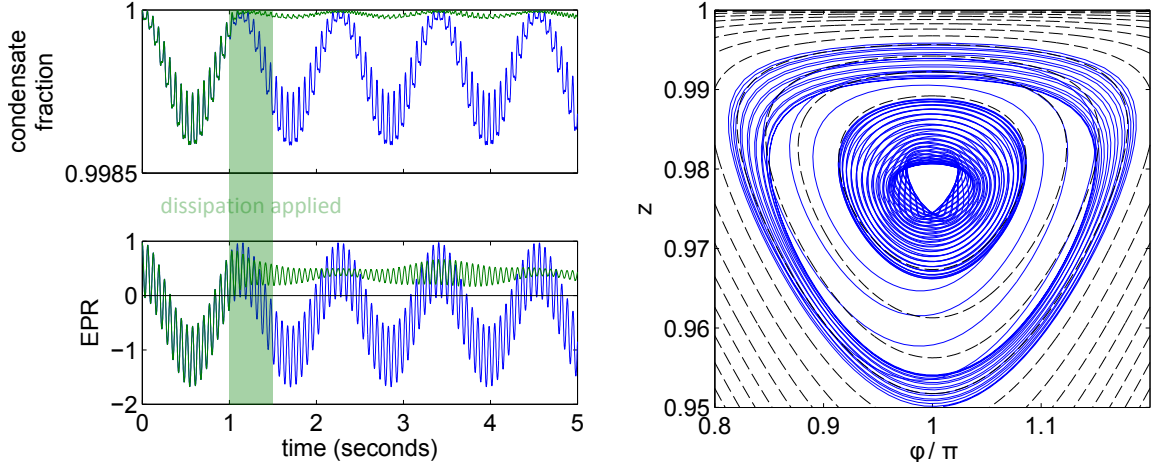 1
condensate
fraction
0.9985
dissipation applied
1
0
−1
−2
EPR
0 1 2 3 4 5
time (seconds)
1
0.99
0.98
0.97
0.96
0.95
z
0.8 0.9 1 1.1
φ/π